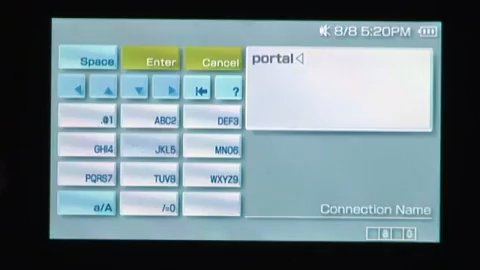 8/8 5:20PM
Space Enter Cancel
portal
?
.@1 ABC2 DEF3
GHI4 JKL5 MNO6
PQRS7 TUV8 WXYZ9
a/A /=0
Connection Name